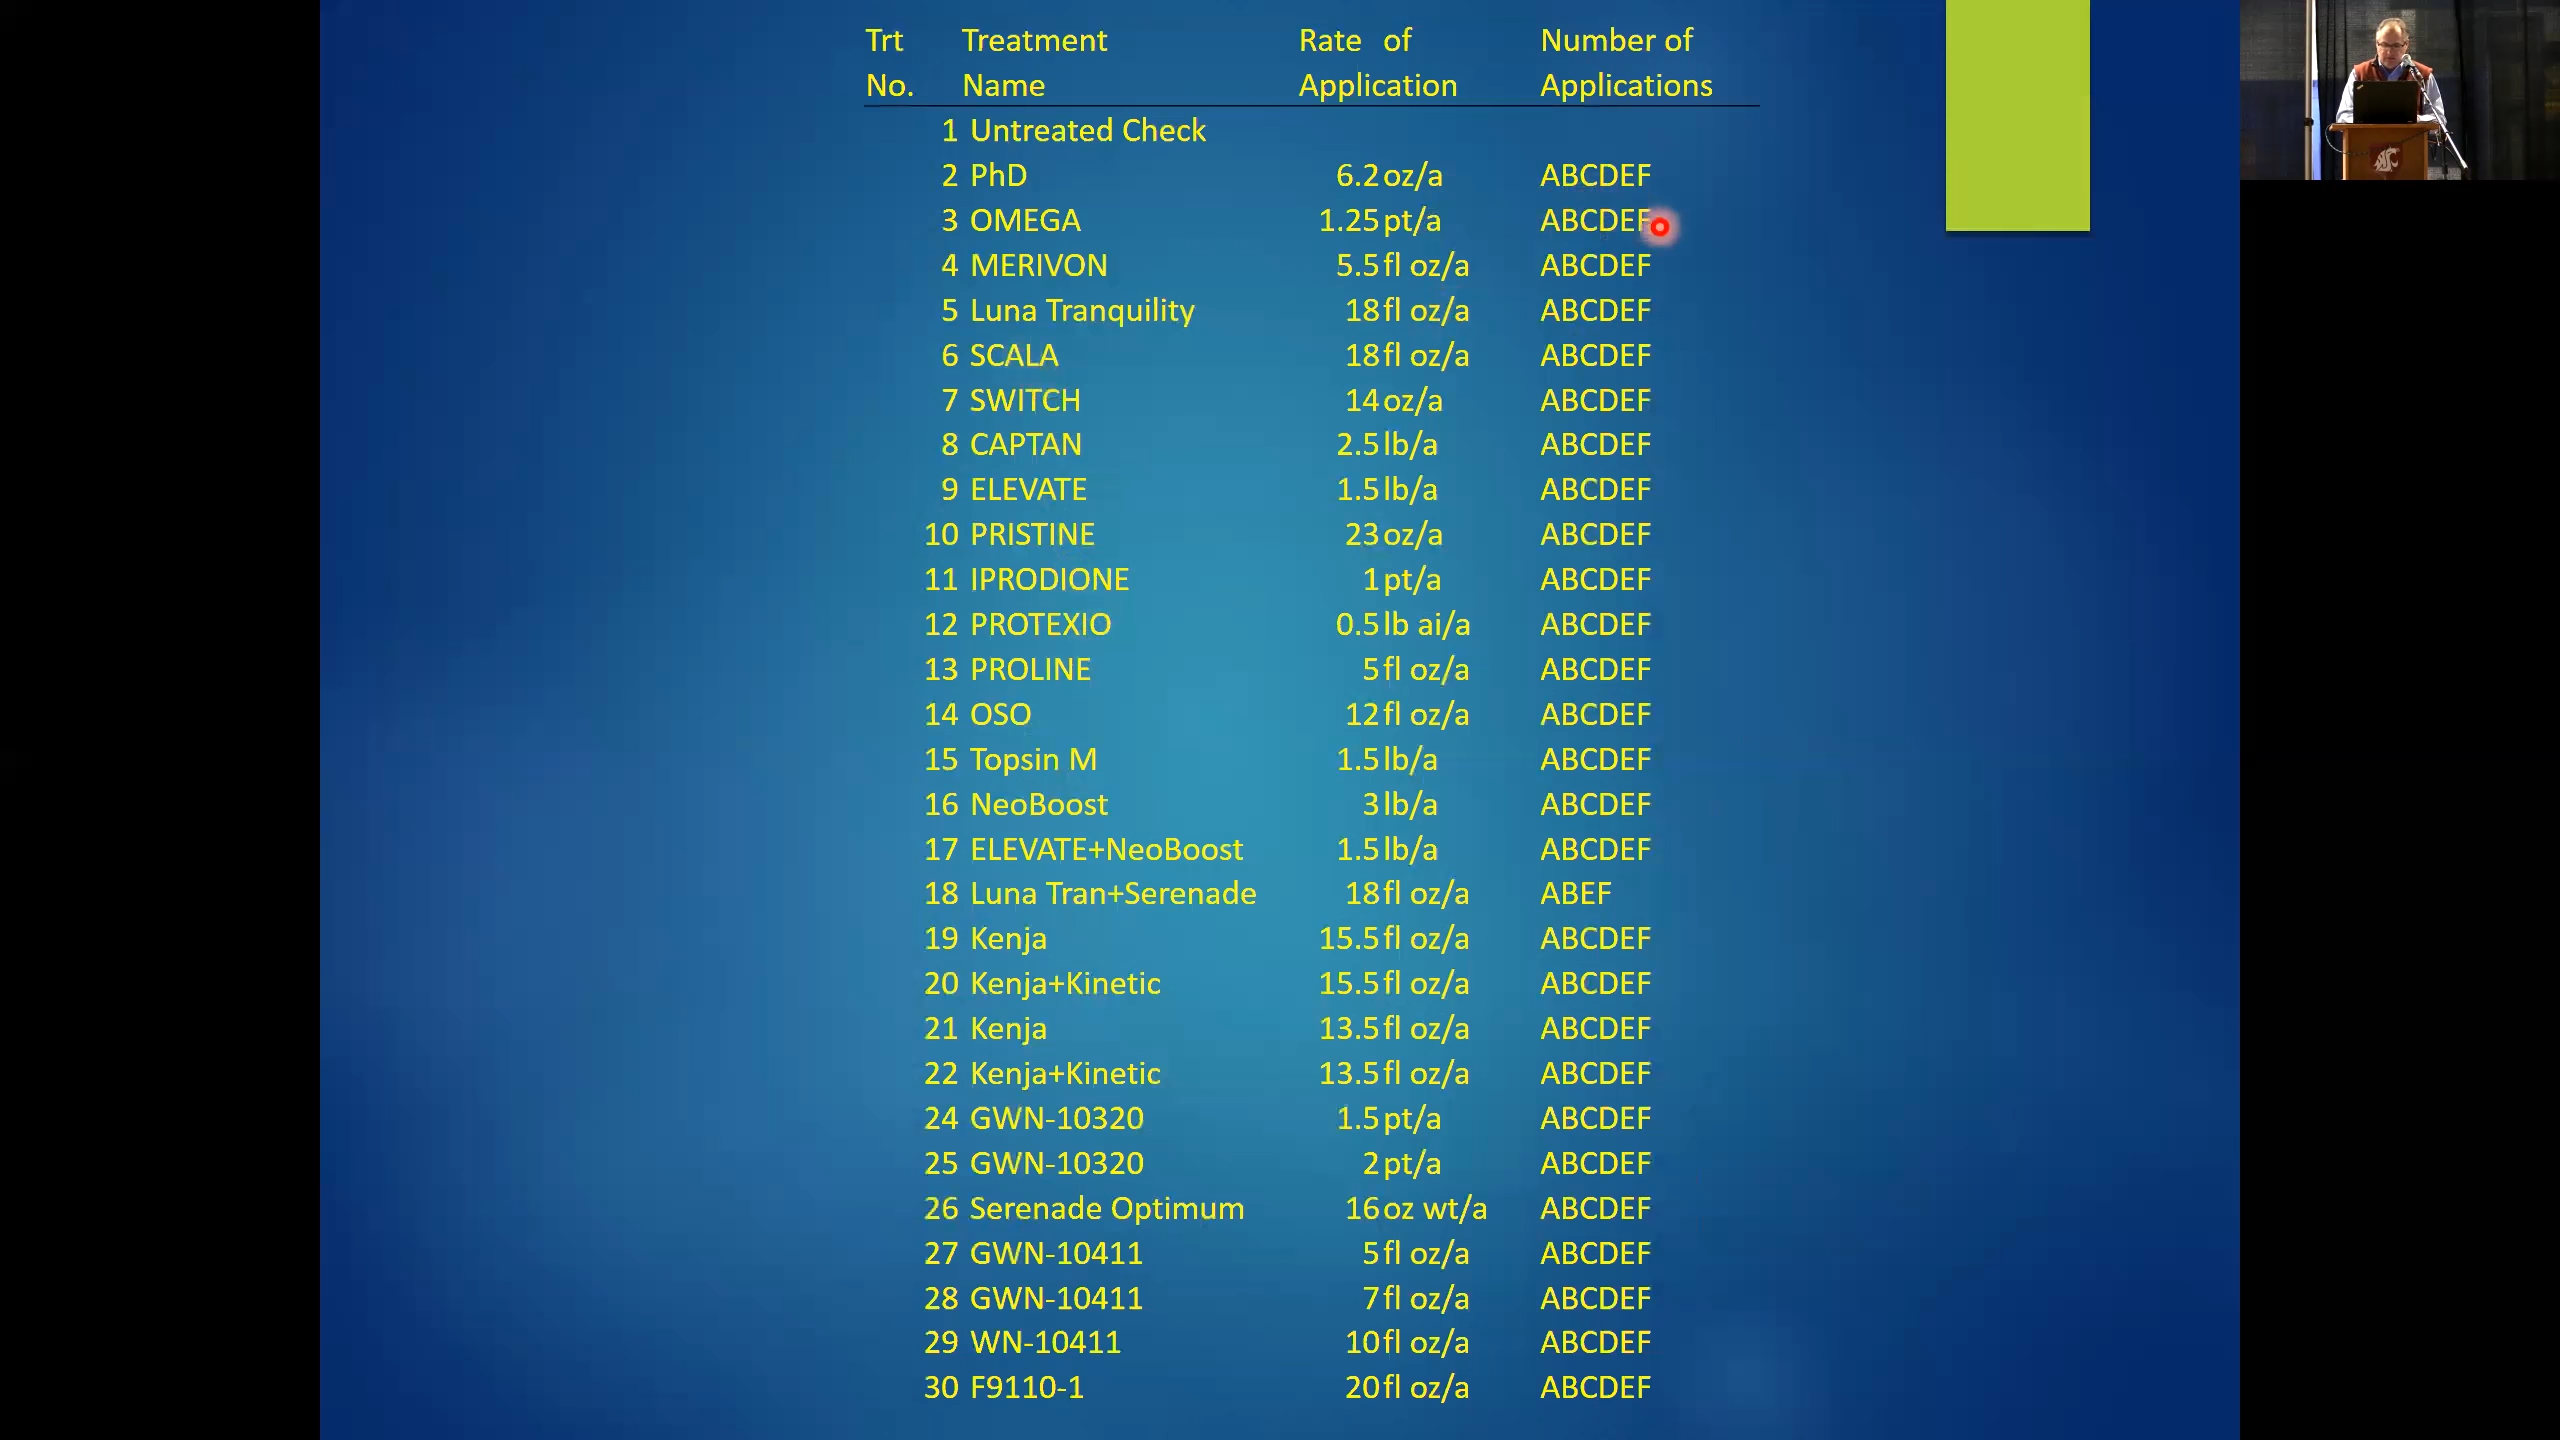 Trt Treatment Rate of Number of
No. Name Application Applications
1 Untreated Check
2 PhD 6.2 oz/a ABCDEF
3 OMEGA 1.25 pt/a ABCDEF
4 MERIVON 5.5 fl oz/a ABCDEF
5 Luna Tranquility 18 fl oz/a ABCDEF
6 SCALA 18 fl oz/a ABCDEF
7 SWITCH 14 oz/a ABCDEF
8 CAPTAN 2.5 lb/a ABCDEF
9 ELEVATE 1.5 lb/a ABCDEF
10 PRISTINE 23 oz/a ABCDEF
11 IPRODIONE 1 pt/a ABCDEF
12 PROTEXIO 0.5 lb ai/a ABCDEF
13 PROLINE 5 fl oz/a ABCDEF
14 OSO 12 fl oz/a ABCDEF
15 Topsin M 1.5 lb/a ABCDEF
16 NeoBoost 3 lb/a ABCDEF
17 ELEVATE+NeoBoost 1.5 lb/a ABCDEF
18 Luna Tran+Serenade 18 fl oz/a ABEF
19 Kenja 15.5 fl oz/a ABCDEF
20 Kenja+Kinetic 15.5 fl oz/a ABCDEF
21 Kenja 13.5 fl oz/a ABCDEF
22 Kenja+Kinetic 13.5 fl oz/a ABCDEF
24 GWN-10320 1.5 pt/a ABCDEF
25 GWN-10320 2 pt/a ABCDEF
26 Serenade Optimum 16 oz wt/a ABCDEF
27 GWN-10411 5 fl oz/a ABCDEF
28 GWN-10411 7 fl oz/a ABCDEF
29 WN-10411 10 fl oz/a ABCDEF
30 F9110-1 20 fl oz/a ABCDEF